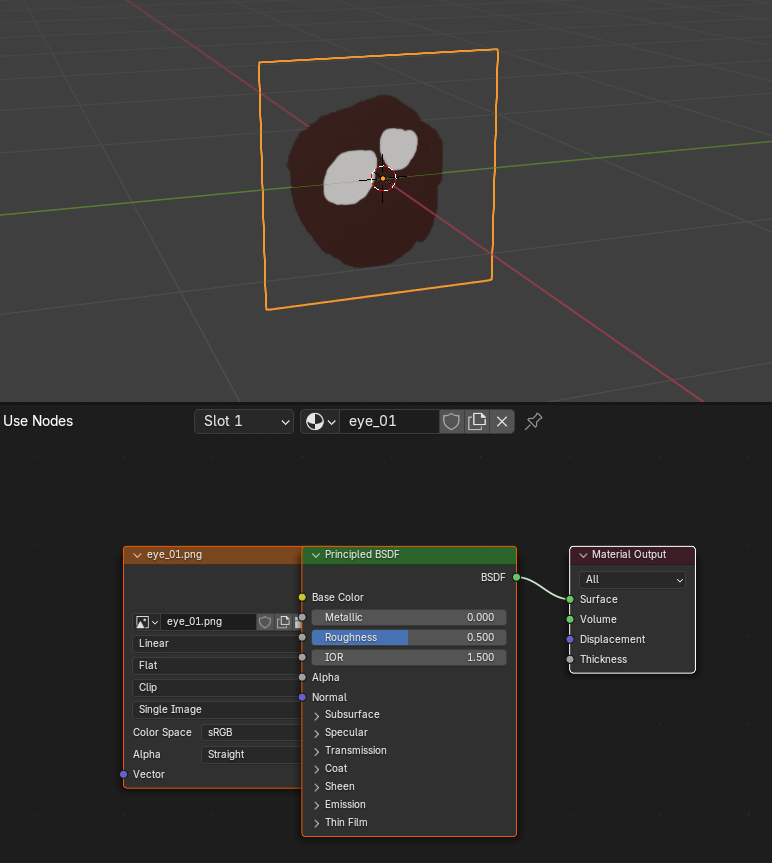 Use Nodes
Slot 1
eye_01
eye_01.png
Principled BSDF
Material Output
BSDF
All
Base Color
Surface
eye_01.png
Metallic 0.000
Volume
Linear
Roughness 0.500
Displacement
Flat
IOR 1.500
Thickness
Clip
Alpha
Single Image
Normal
Color Space sRGB
Subsurface
Specular
Alpha Straight
Transmission
Vector
Coat
Sheen
Emission
Thin Film